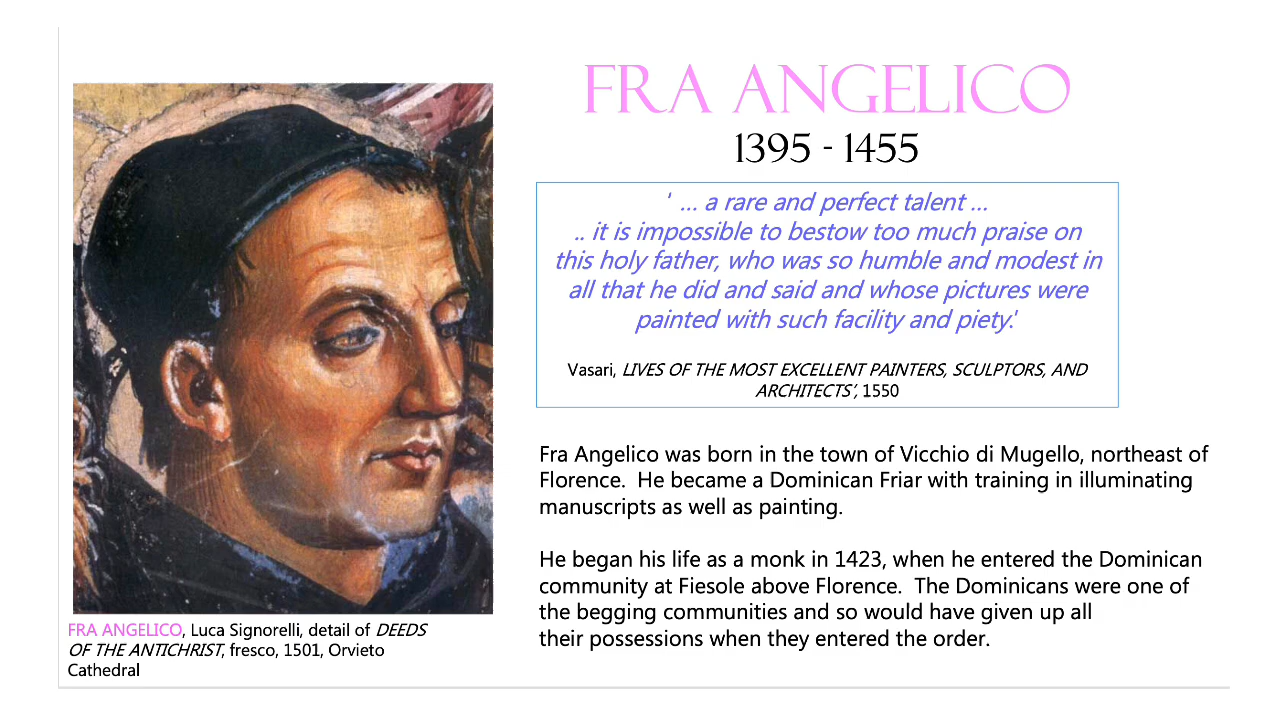 FRA ANGELICO
1395 - 1455
' ... a rare and perfect talent ...
.. it is impossible to bestow too much praise on
this holy father, who was so humble and modest in
all that he did and said and whose pictures were
painted with such facility and piety.'
Vasari, LIVES OF THE MOST EXCELLENT PAINTERS, SCULPTORS, AND
ARCHITECTS', 1550
Fra Angelico was born in the town of Vicchio di Mugello, northeast of
Florence.  He became a Dominican Friar with training in illuminating
manuscripts as well as painting.
He began his life as a monk in 1423, when he entered the Dominican
community at Fiesole above Florence.  The Dominicans were one of
the begging communities and so would have given up all
their possessions when they entered the order.
FRA ANGELICO, Luca Signorelli, detail of DEEDS
OF THE ANTICHRIST, fresco, 1501, Orvieto
Cathedral